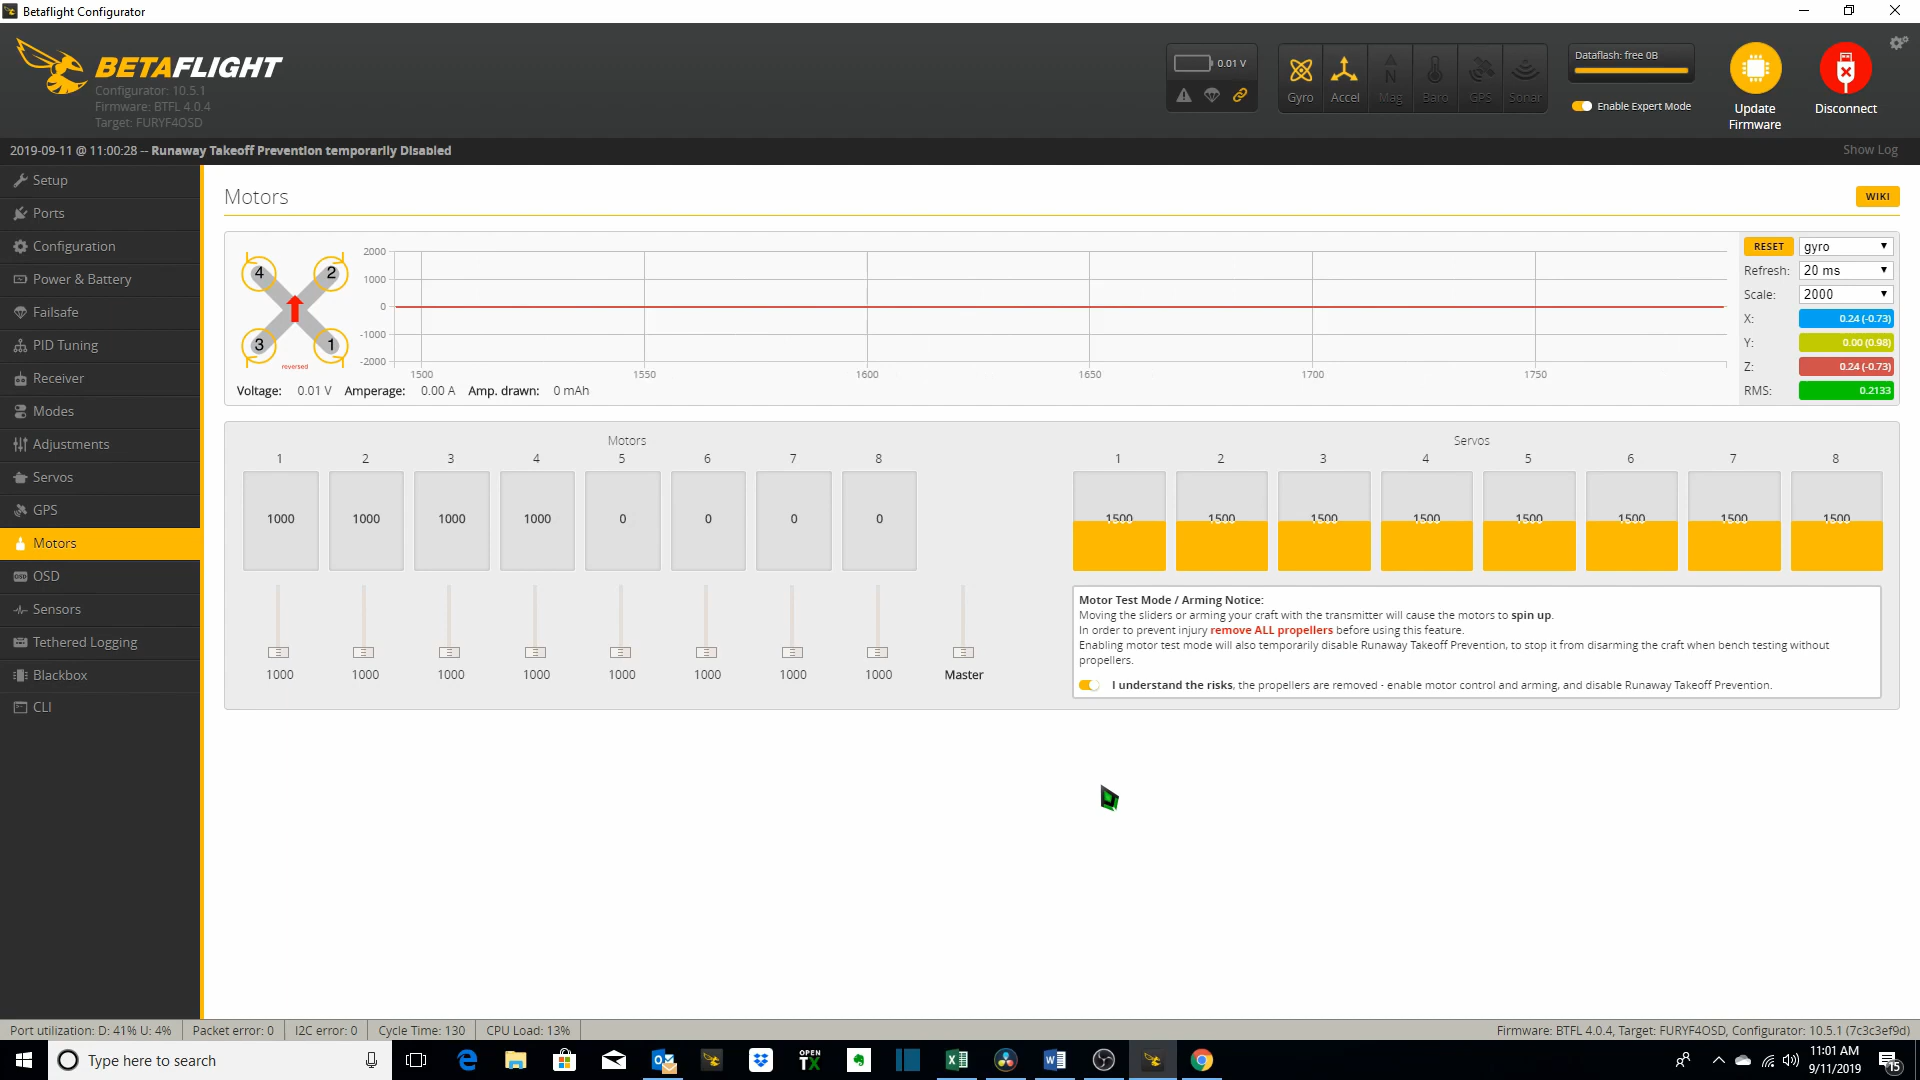 Betaflight Configurator
BETAFLIGHT
Configurator: 10.5.1
Firmware: BTFL 4.0.4
Target: FURYF4OSD
0.01 V
Gyro
Accel
Mag
Baro
GPS
Sonar
Dataflash: free 0B
Enable Expert Mode
Update
Firmware
Disconnect
2019-09-11 @ 11:00:28 -- Runaway Takeoff Prevention temporarily Disabled
Show Log
Setup
Ports
Configuration
Power & Battery
Failsafe
PID Tuning
Receiver
Modes
Adjustments
Servos
GPS
Motors
OSD
Sensors
Tethered Logging
Blackbox
CLI
Motors
WIKI
4 2
3 1
reversed
2000
1000
0
-1000
-2000
1500 1550 1600 1650 1700 1750
Voltage: 0.01 V Amperage: 0.00 A Amp. drawn: 0 mAh
RESET gyro
Refresh: 20 ms
Scale: 2000
X: 0.24 (-0.73)
Y: 0.00 (0.98)
Z: 0.24 (-0.73)
RMS: 0.2133
Motors
1 2 3 4 5 6 7 8
1000 1000 1000 1000 0 0 0 0
1000 1000 1000 1000 1000 1000 1000 1000 Master
Servos
1 2 3 4 5 6 7 8
1500 1500 1500 1500 1500 1500 1500 1500
Motor Test Mode / Arming Notice:
Moving the sliders or arming your craft with the transmitter will cause the motors to spin up.
In order to prevent injury remove ALL propellers before using this feature.
Enabling motor test mode will also temporarily disable Runaway Takeoff Prevention, to stop it from disarming the craft when bench testing without
propellers.
I understand the risks, the propellers are removed - enable motor control and arming, and disable Runaway Takeoff Prevention.
Port utilization: D: 41% U: 4% Packet error: 0 I2C error: 0 Cycle Time: 130 CPU Load: 13% Firmware: BTFL 4.0.4, Target: FURYF4OSD, Configurator: 10.5.1 (7c3c3ef9d)
Type here to search
OPEN
TX
11:01 AM
9/11/2019
15